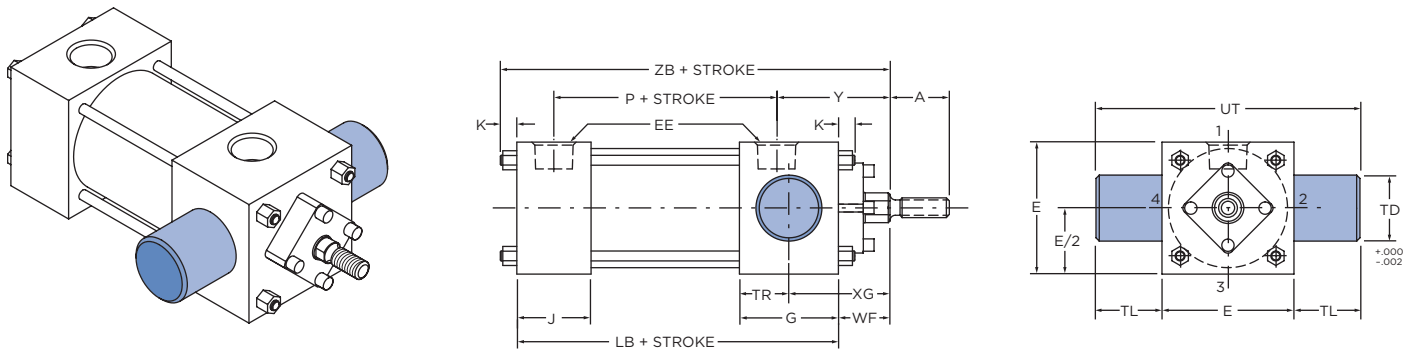 ZB + STROKE
P + STROKE
Y
A
K
EE
K
TR
XG
J
G
WF
LB + STROKE
UT
1
E
4
2
TD
E/2
+.000
-.002
3
TL
E
TL